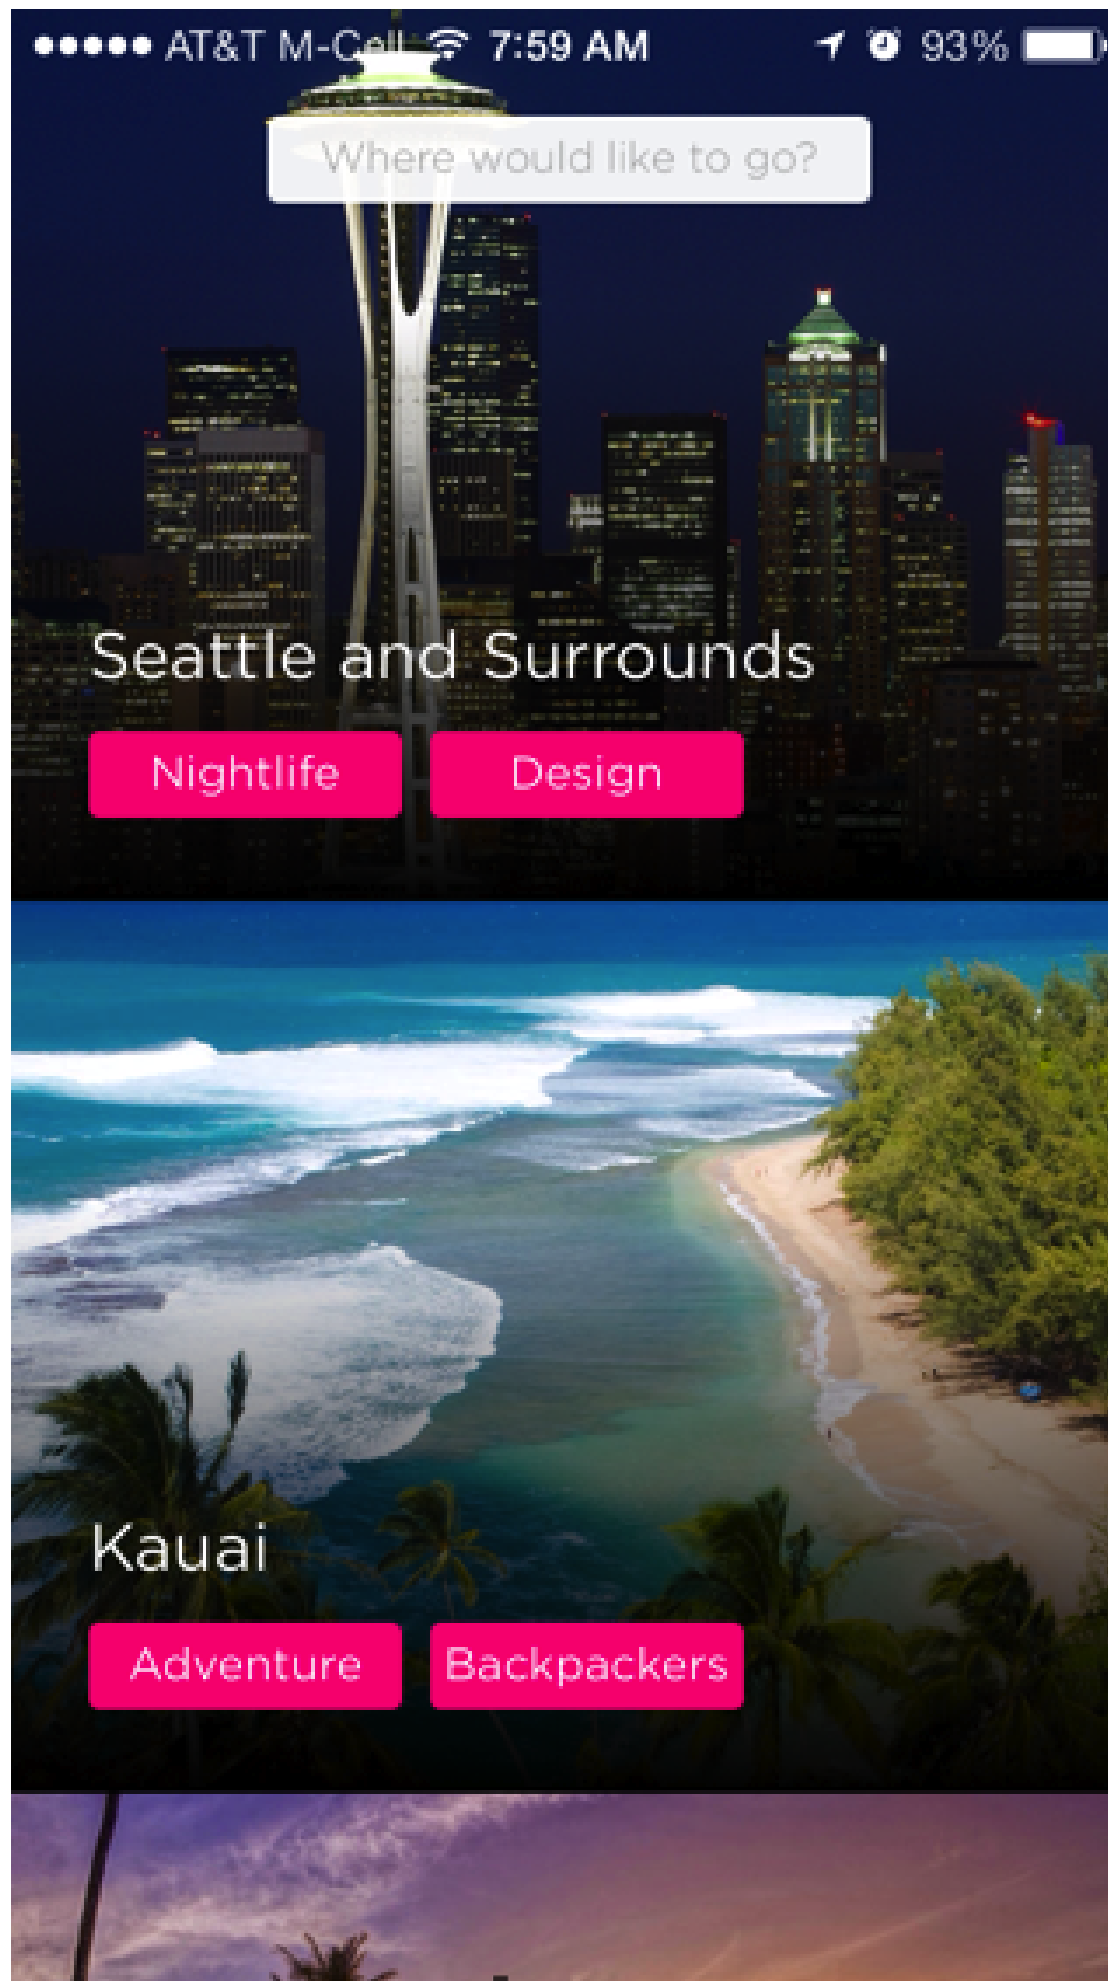 AT&T M-Cell 7:59 AM 93%
Where would like to go?
Seattle and Surrounds
Nightlife Design
Kauai
Adventure Backpackers